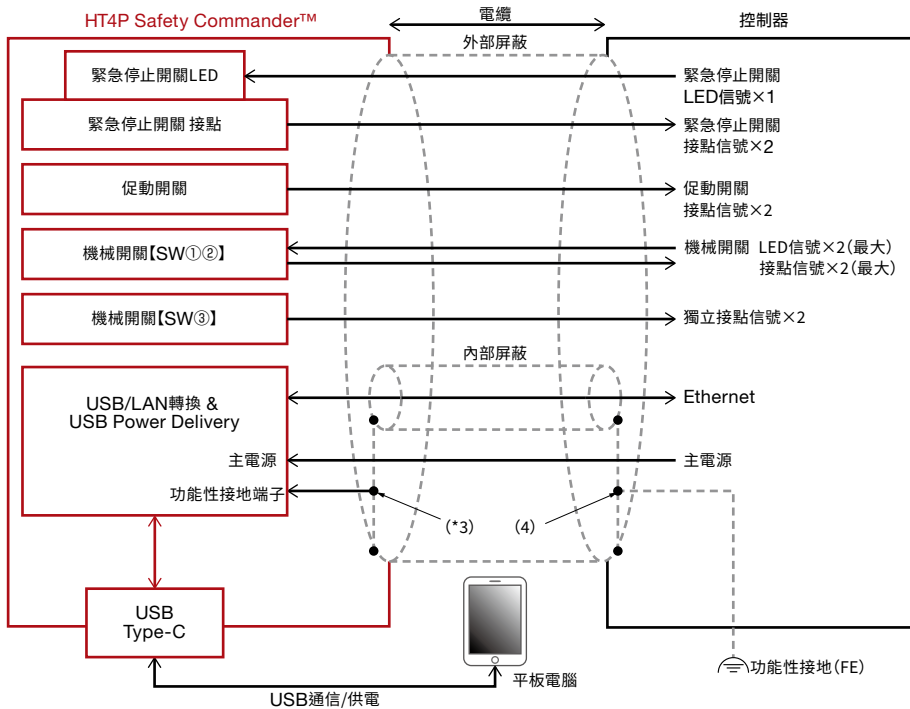 HT4P Safety Commander™
電纜
控制器
外部屏蔽
緊急停止開關LED
緊急停止開關
LED信號×1
緊急停止開關 接點
緊急停止開關
接點信號×2
促動開關
促動開關
接點信號×2
機械開關【SW①②】
機械開關 LED信號×2(最大)
接點信號×2(最大)
機械開關【SW③】
獨立接點信號×2
內部屏蔽
USB/LAN轉換 &
USB Power Delivery
Ethernet
主電源
主電源
功能性接地端子
(*3)
(4)
USB
Type-C
平板電腦
功能性接地(FE)
USB通信/供電